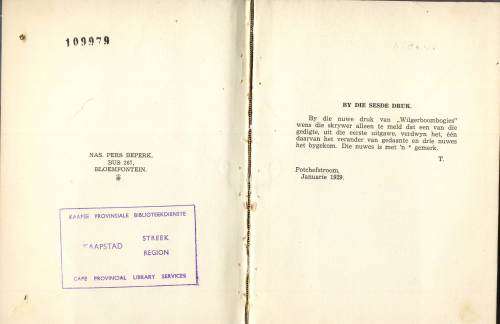 109979
NAS. PERS BEPERK,
BUS 267,
BLOEMFONTEIN.
KAAPSE PROVINSIALE BIBLIOTEEKDIENSTE
KAAPSTAD STREEK
REGION
CAPE PROVINCIAL LIBRARY SERVICES
BY DIE SESDE DRUK.
By die nuwe druk van „Wilgerboombogies"
wens die skrywer alleen te meld dat een van die
gedigte, uit die eerste uitgawe, verdwyn het, één
daarvan het verander van gedaante en drie nuwes
het bygekom. Die nuwes is met 'n * gemerk.
T.
Potchefstroom,
Januarie 1929.